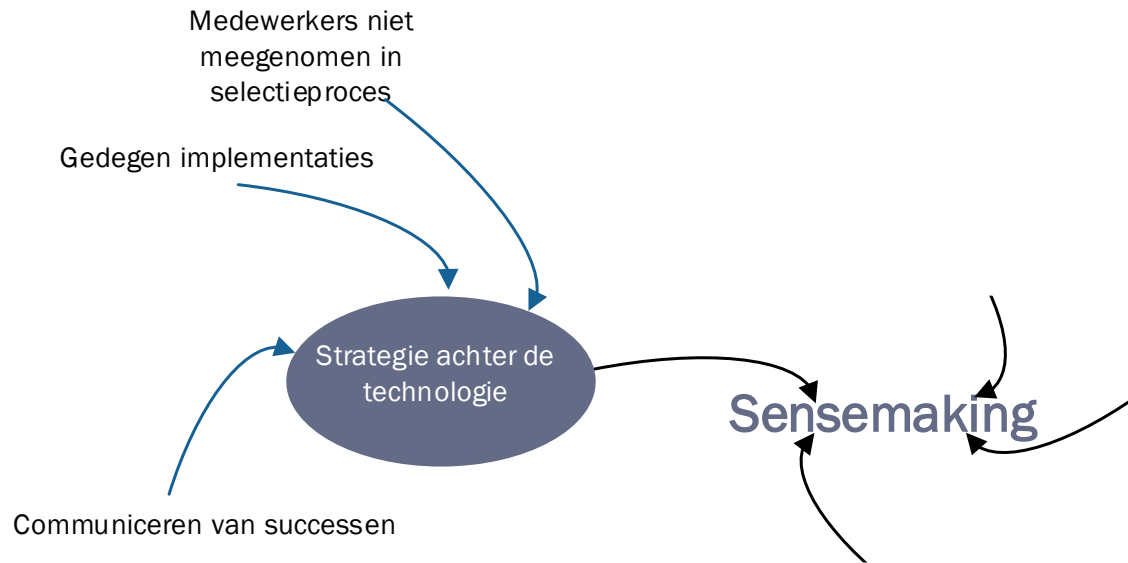 Medewerkers niet
meegenomen in
selectieproces
Gedegen implementaties
Strategie achter de
technologie
Sensemaking
Communiceren van successen